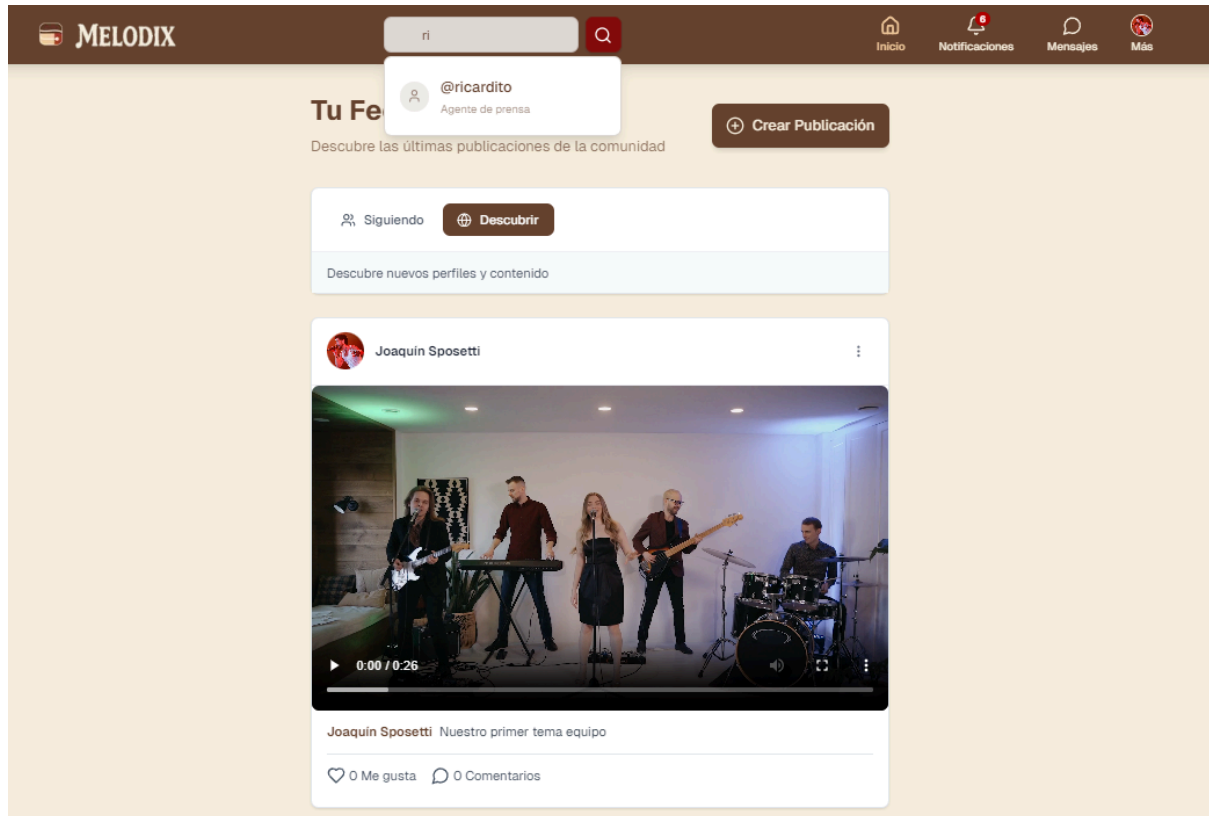 MELODIX
ri
Inicio
6
Notificaciones
Mensajes
Más
@ricardito
Agente de prensa
Tu Fe
Crear Publicación
Descubre las últimas publicaciones de la comunidad
Siguiendo
Descubrir
Descubre nuevos perfiles y contenido
Joaquín Sposetti
0:00 / 0:26
Joaquín Sposetti Nuestro primer tema equipo
0 Me gusta 0 Comentarios